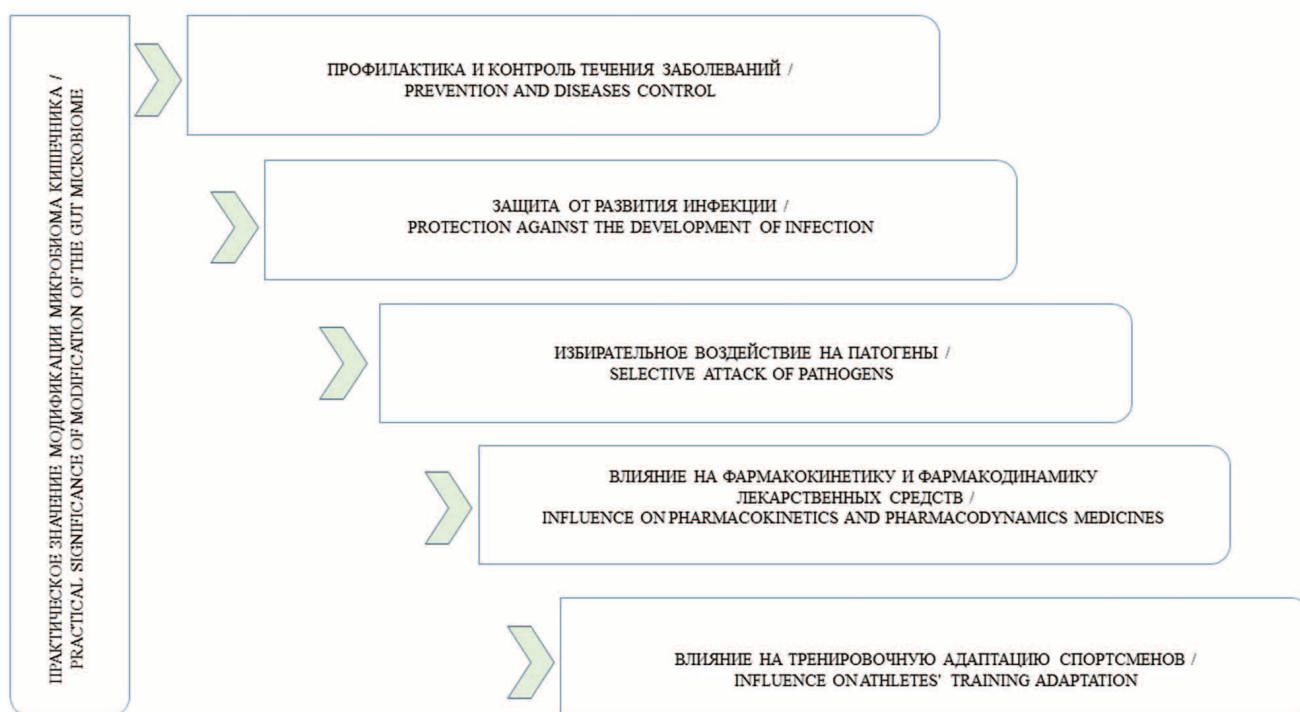 ПРАКТИЧЕСКОЕ ЗНАЧЕНИЕ МОДИФИКАЦИИ МИКРОБИОМА КИШЕЧНИКА /
PRACTICAL SIGNIFICANCE OF MODIFICATION OF THE GUT MICROBIOME
ПРОФИЛАКТИКА И КОНТРОЛЬ ТЕЧЕНИЯ ЗАБОЛЕВАНИЙ /
PREVENTION AND DISEASES CONTROL
ЗАЩИТА ОТ РАЗВИТИЯ ИНФЕКЦИИ /
PROTECTION AGAINST THE DEVELOPMENT OF INFECTION
ИЗБИРАТЕЛЬНОЕ ВОЗДЕЙСТВИЕ НА ПАТОГЕНЫ /
SELECTIVE ATTACK OF PATHOGENS
ВЛИЯНИЕ НА ФАРМАКОКИНЕТИКУ И ФАРМАКОДИНАМИКУ
ЛЕКАРСТВЕННЫХ СРЕДСТВ /
INFLUENCE ON PHARMACOKINETICS AND PHARMACODYNAMICS MEDICINES
ВЛИЯНИЕ НА ТРЕНИРОВОЧНУЮ АДАПТАЦИЮ СПОРТСМЕНОВ /
INFLUENCE ON ATHLETES' TRAINING ADAPTATION